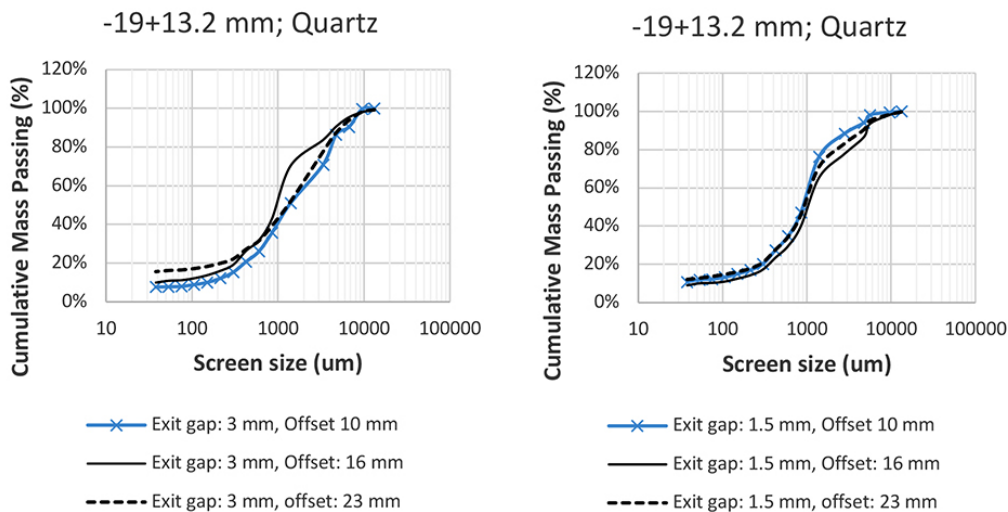 -19+13.2 mm; Quartz
Cumulative Mass Passing (%)
120%
100%
80%
60%
40%
20%
0%
10
100
1000
10000
100000
Screen size (um)
Exit gap: 3 mm, Offset 10 mm
Exit gap: 3 mm, Offset: 16 mm
Exit gap: 3 mm, offset: 23 mm
-19+13.2 mm; Quartz
Cumulative Mass Passing (%)
120%
100%
80%
60%
40%
20%
0%
10
100
1000
10000
100000
Screen size (um)
Exit gap: 1.5 mm, Offset 10 mm
Exit gap: 1.5 mm, Offset: 16 mm
Exit gap: 1.5 mm, offset: 23 mm